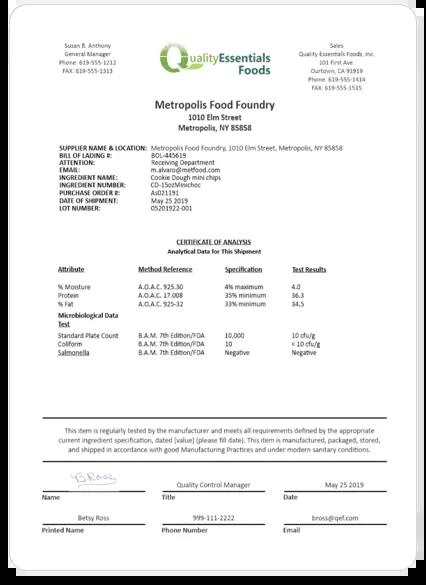 Susan B. Anthony
General Manager
Phone: 619-555-1212
FAX: 619-555-1313
QualityEssentials
Foods
Sales
Quality Essentials Foods, Inc.
101 First Ave.
Ourtown, CA 91919
Phone: 619-555-1414
FAX: 619-555-1515
Metropolis Food Foundry
1010 Elm Street
Metropolis, NY 85858
SUPPLIER NAME & LOCATION: Metropolis Food Foundry, 1010 Elm Street, Metropolis, NY 85858
BILL OF LADING #: BOL-445619
ATTENTION: Receiving Department
EMAIL: m.alvaro@metfood.com
INGREDIENT NAME: Cookie Dough mini chips
INGREDIENT NUMBER: CD-15ozMinichoc
PURCHASE ORDER #: As021191
DATE OF SHIPMENT: May 25 2019
LOT NUMBER: 05201922-001
CERTIFICATE OF ANALYSIS
Analytical Data for This Shipment
Attribute Method Reference Specification Test Results
% Moisture A.O.A.C. 925.30 4% maximum 4.0
Protein A.O.A.C. 17.008 35% minimum 36.3
% Fat A.O.A.C. 925-32 33% minimum 34.5
Microbiological Data
Test
Standard Plate Count B.A.M. 7th Edition/FDA 10,000 10 cfu/g
Coliform B.A.M. 7th Edition/FDA 10 < 10 cfu/g
Salmonella B.A.M. 7th Edition/FDA Negative Negative
This item is regularly tested by the manufacturer and meets all requirements defined by the appropriate
current ingredient specification, dated [value] (please fill date). This item is manufactured, packaged, stored,
and shipped in accordance with good Manufacturing Practices and under modern sanitary conditions.
B Ross Quality Control Manager May 25 2019
Name Title Date
Betsy Ross 999-111-2222 bross@qef.com
Printed Name Phone Number Email